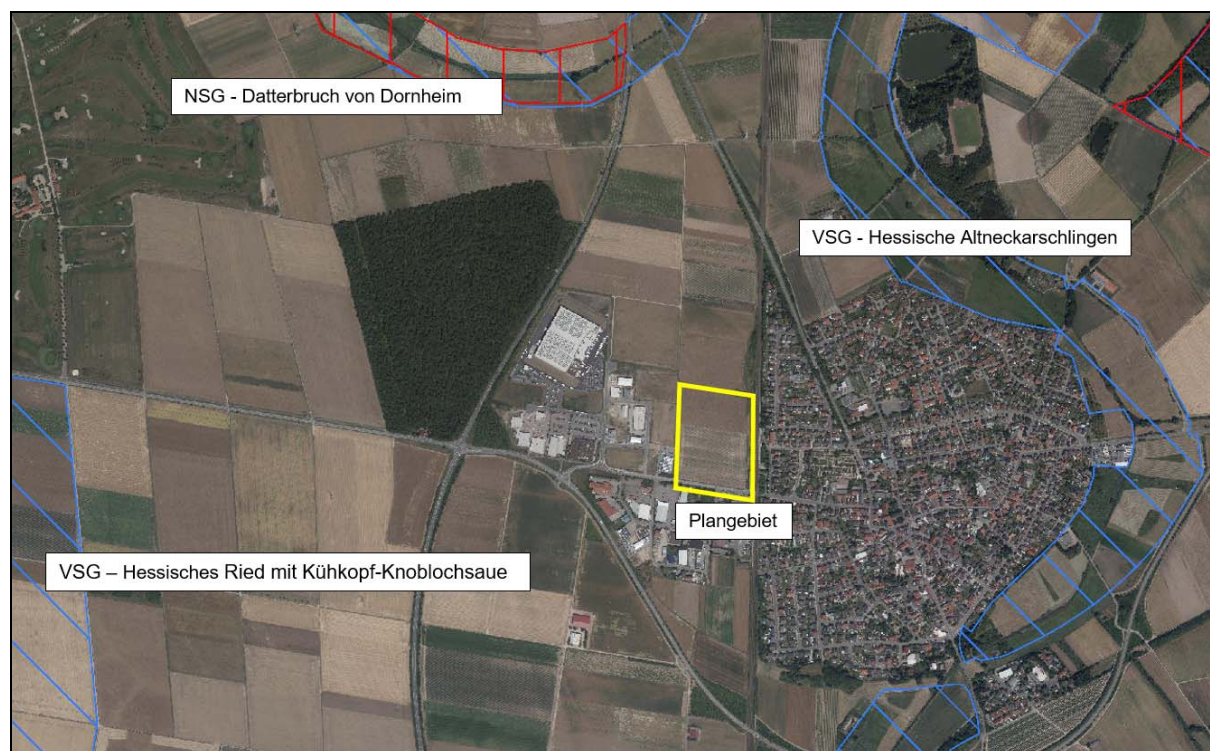 NSG - Datterbruch von Dornheim
VSG - Hessische Altneckarschlingen
Plangebiet
VSG – Hessisches Ried mit Kühkopf-Knoblochsaue